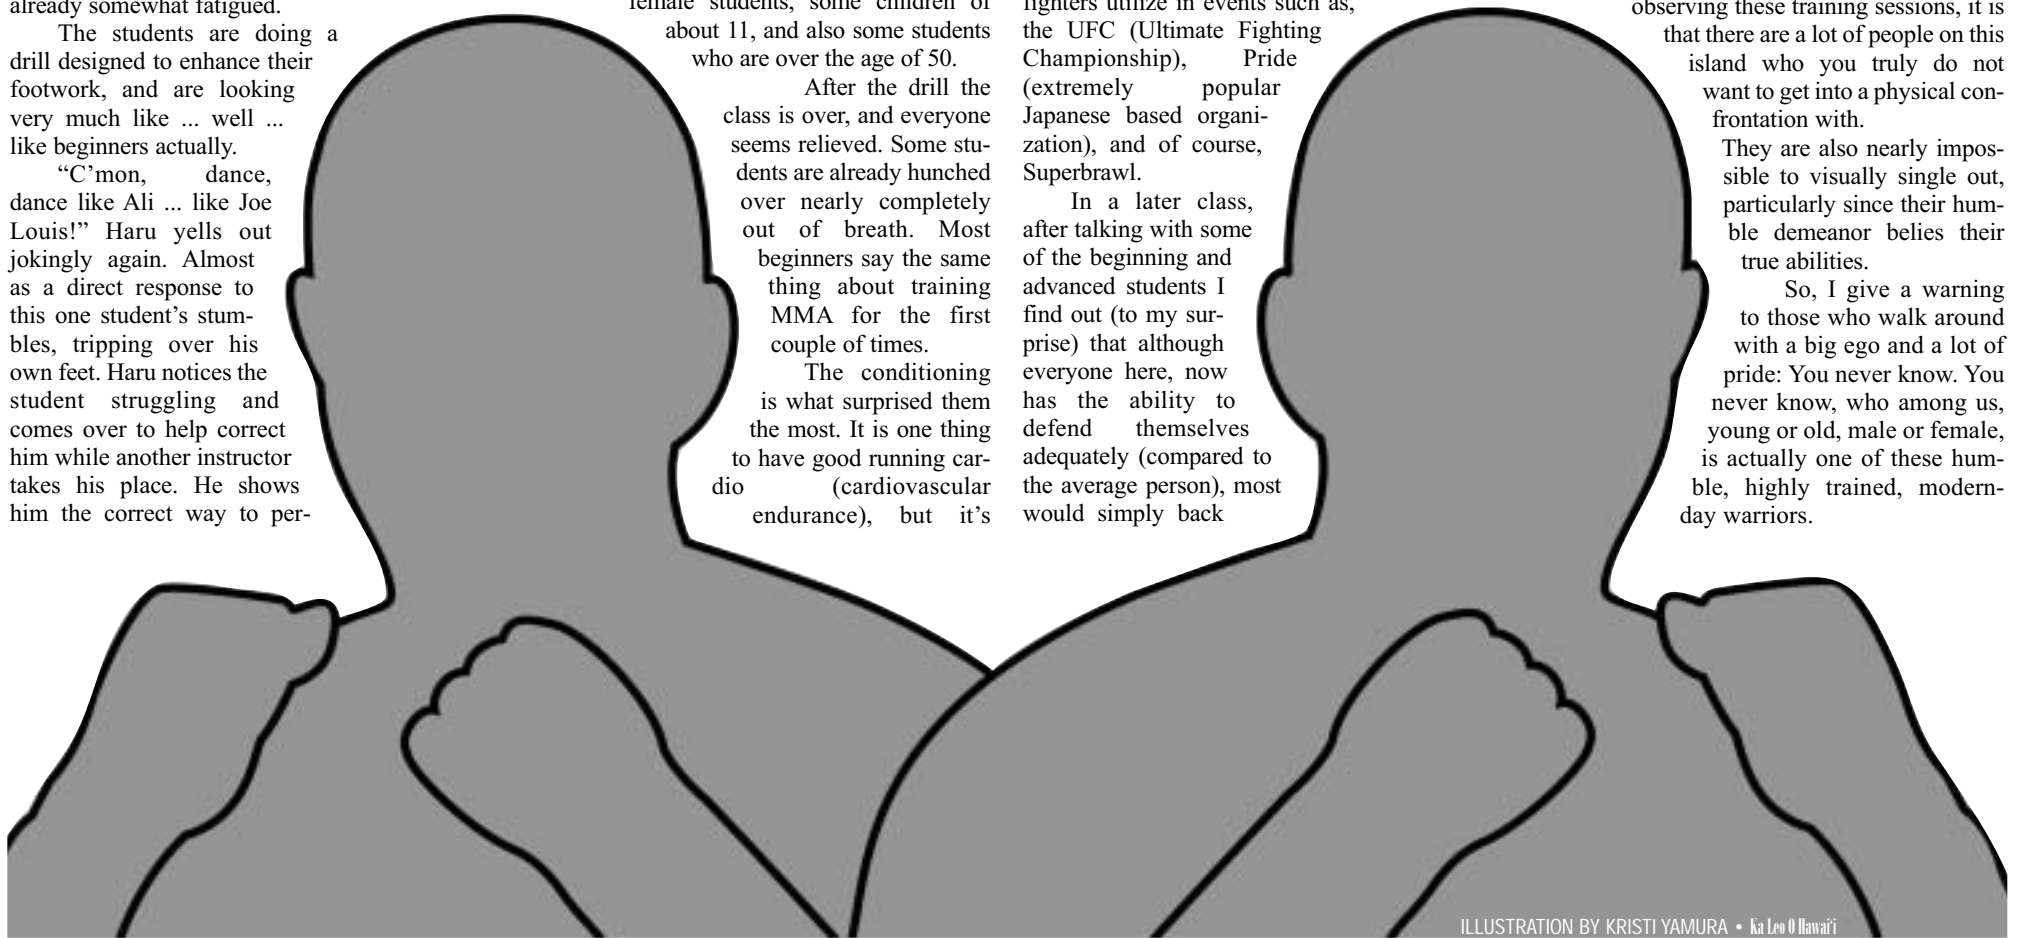 already somewhat fatigued.
The students are doing a
drill designed to enhance their
footwork, and are looking
very much like ... well ...
like beginners actually.
“C’mon, dance,
dance like Ali ... like Joe
Louis!” Haru yells out
jokingly again. Almost
as a direct response to
this one student’s stum-
bles, tripping over his
own feet. Haru notices the
student struggling and
comes over to help correct
him while another instructor
takes his place. He shows
him the correct way to per-
female students, some children of
about 11, and also some students
who are over the age of 50.
After the drill the
class is over, and everyone
seems relieved. Some stu-
dents are already hunched
over nearly completely
out of breath. Most
beginners say the same
thing about training
MMA for the first
couple of times.
The conditioning
is what surprised them
the most. It is one thing
to have good running car-
dio (cardiovascular
endurance), but it’s
fighters utilize in events such as,
the UFC (Ultimate Fighting
Championship), Pride
(extremely popular
Japanese based organi-
zation), and of course,
Superbrawl.
In a later class,
after talking with some
of the beginning and
advanced students I
find out (to my sur-
prise) that although
everyone here, now
has the ability to
defend themselves
adequately (compared to
the average person), most
would simply back
observing these training sessions, it is
that there are a lot of people on this
island who you truly do not
want to get into a physical con-
frontation with.
They are also nearly impos-
sible to visually single out,
particularly since their hum-
ble demeanor belies their
true abilities.
So, I give a warning
to those who walk around
with a big ego and a lot of
pride: You never know. You
never know, who among us,
young or old, male or female,
is actually one of these hum-
ble, highly trained, modern-
day warriors.
ILLUSTRATION BY KRISTI YAMURA • Ka Leo O Hawai‘i